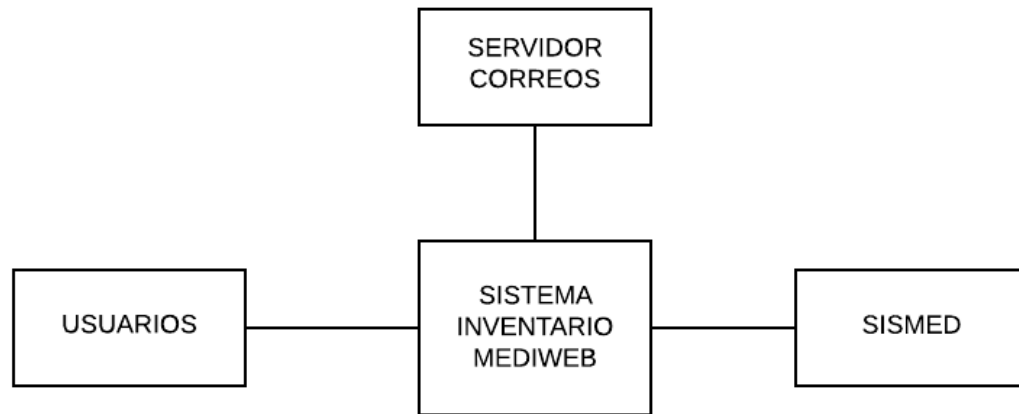 SERVIDOR
CORREOS
USUARIOS
SISTEMA
INVENTARIO
MEDIWEB
SISMED